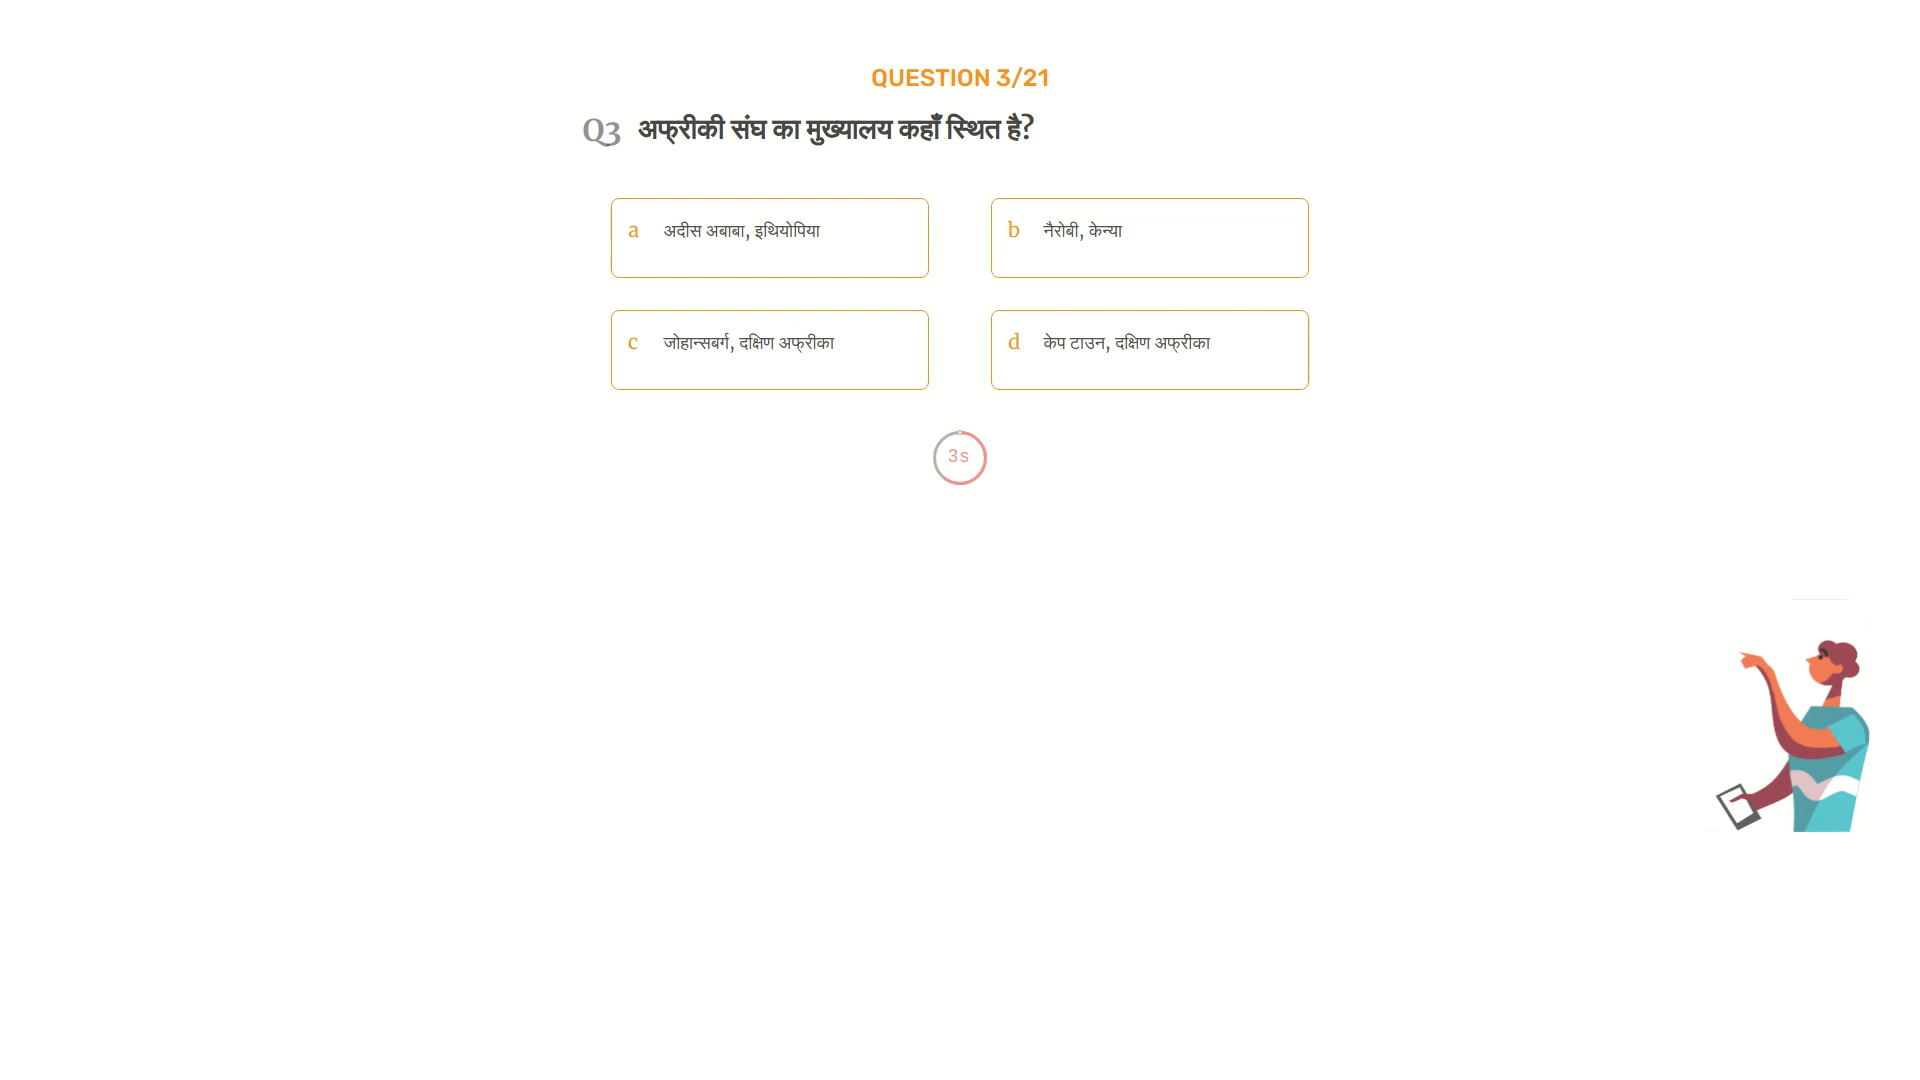 QUESTION 3/21
Q3 अफ्रीकी संघ का मुख्यालय कहाँ स्थित है?
a अदीस अबाबा, इथियोपिया
b नैरोबी, केन्या
c जोहान्सबर्ग, दक्षिण अफ्रीका
d केप टाउन, दक्षिण अफ्रीका
3s